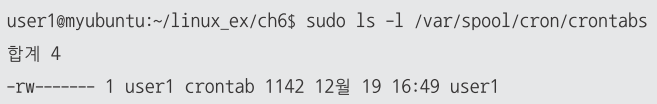 user1@myubuntu:~/linux_ex/ch6$ sudo ls -l /var/spool/cron/crontabs
합계 4
-rw------- 1 user1 crontab 1142 12월 19 16:49 user1